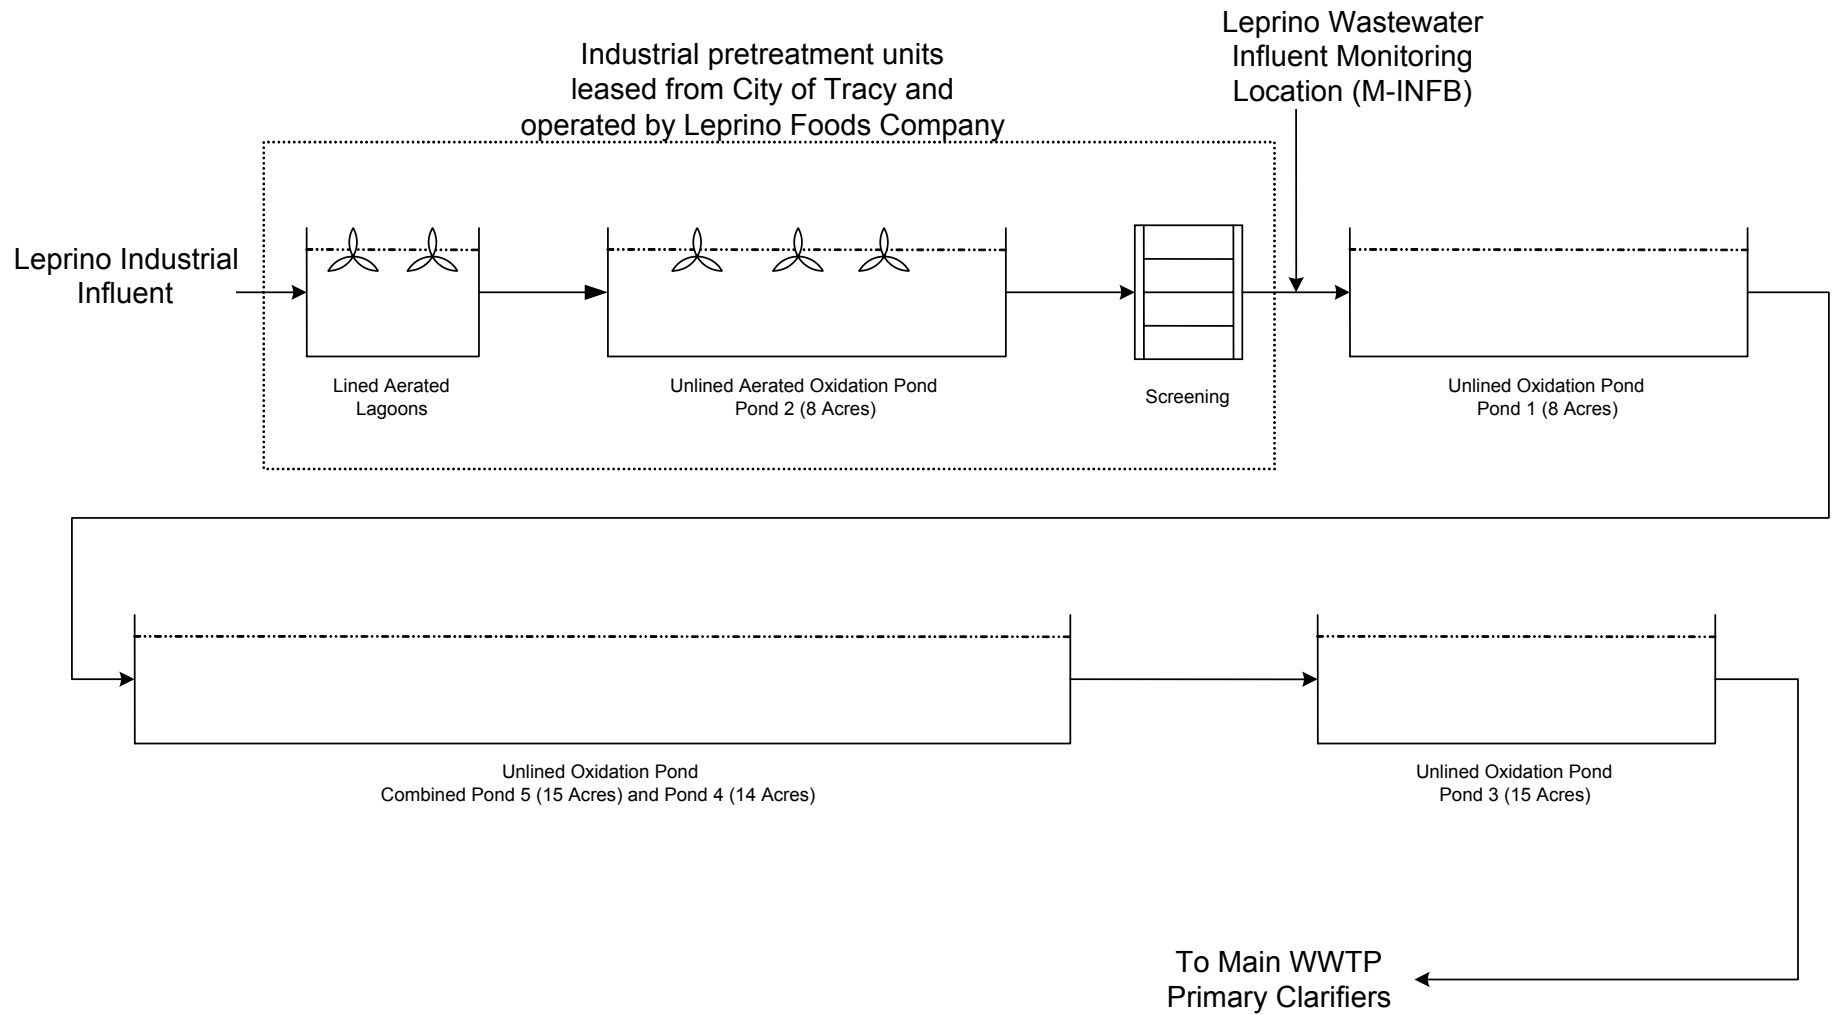 Leprino Wastewater
Influent Monitoring
Location (M-INFB)
Industrial pretreatment units
leased from City of Tracy and
operated by Leprino Foods Company
Leprino Industrial
Influent
Lined Aerated
Lagoons
Unlined Aerated Oxidation Pond
Pond 2 (8 Acres)
Screening
Unlined Oxidation Pond
Pond 1 (8 Acres)
Unlined Oxidation Pond
Combined Pond 5 (15 Acres) and Pond 4 (14 Acres)
Unlined Oxidation Pond
Pond 3 (15 Acres)
To Main WWTP
Primary Clarifiers